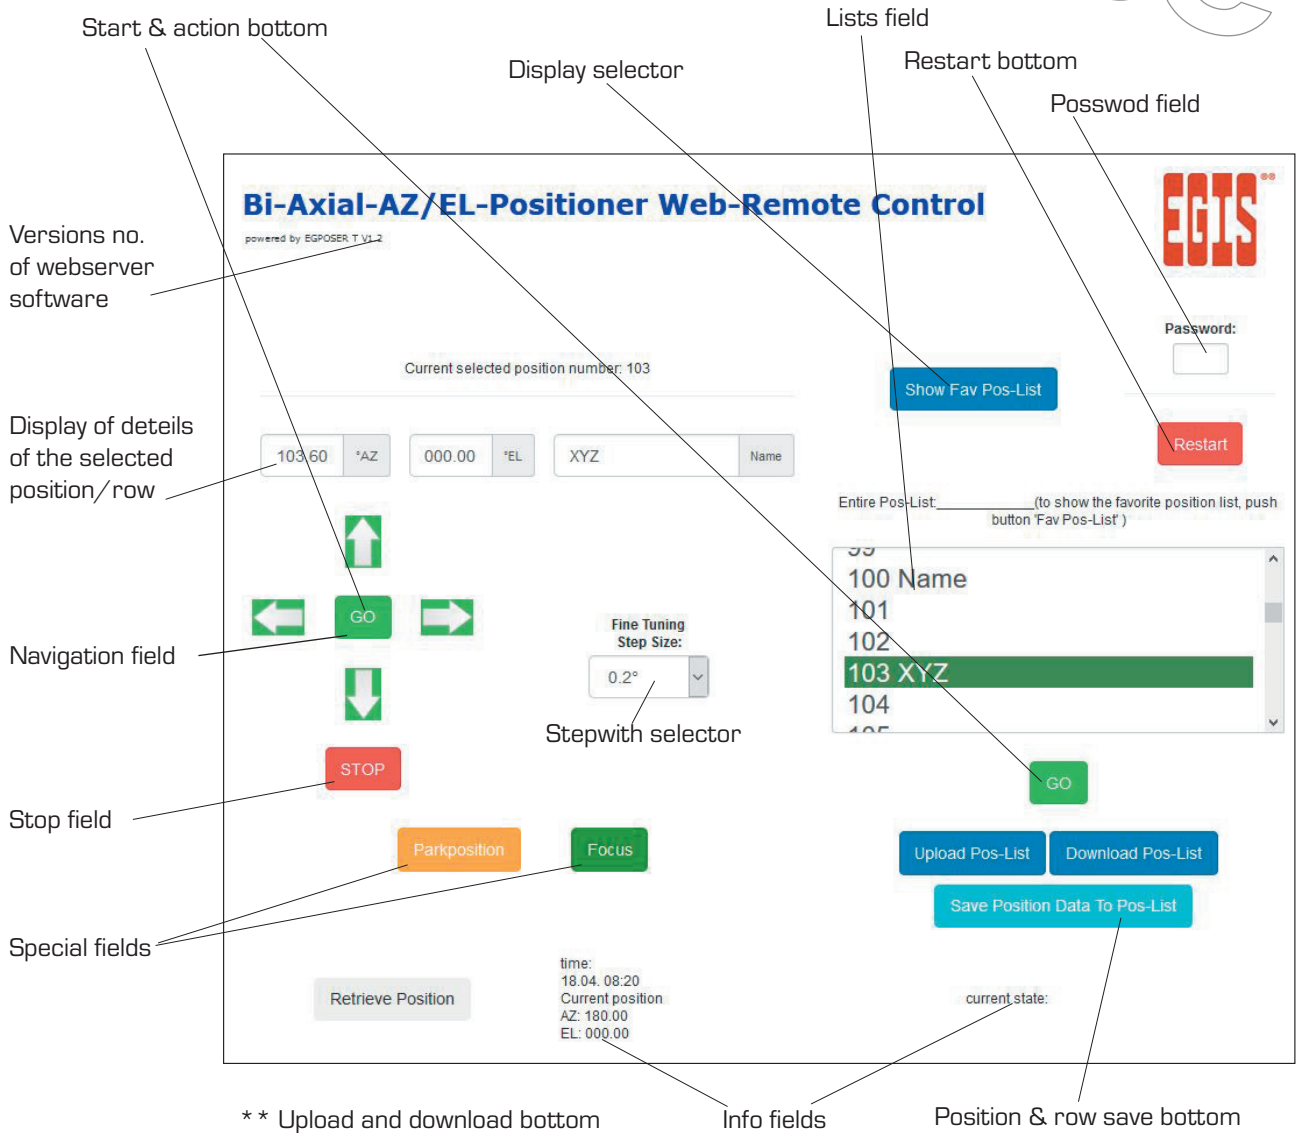 Start & action bottom
Lists field
Display selector
Restart bottom
Posswod field
Bi-Axial-AZ/EL-Positioner Web-Remote Control
powered by EGPOSER T V1.2
EGIS
®®
Versions no.
of webserver
software
Password:
Current selected position number: 103
Show Fav Pos-List
Display of deteils
of the selected
position/row
103.60 °AZ
000.00 °EL
XYZ Name
Restart
Entire Pos-List:____________(to show the favorite position list, push
button 'Fav Pos-List' )
99
100 Name
101
102
103 XYZ
104
105
GO
Fine Tuning
Step Size:
0.2°
Navigation field
Stepwith selector
STOP
GO
Stop field
Parkposition
Focus
Upload Pos-List
Download Pos-List
Save Position Data To Pos-List
Special fields
Retrieve Position
time:
18.04. 08:20
Current position
AZ: 180.00
EL: 000.00
current state:
** Upload and download bottom
Info fields
Position & row save bottom